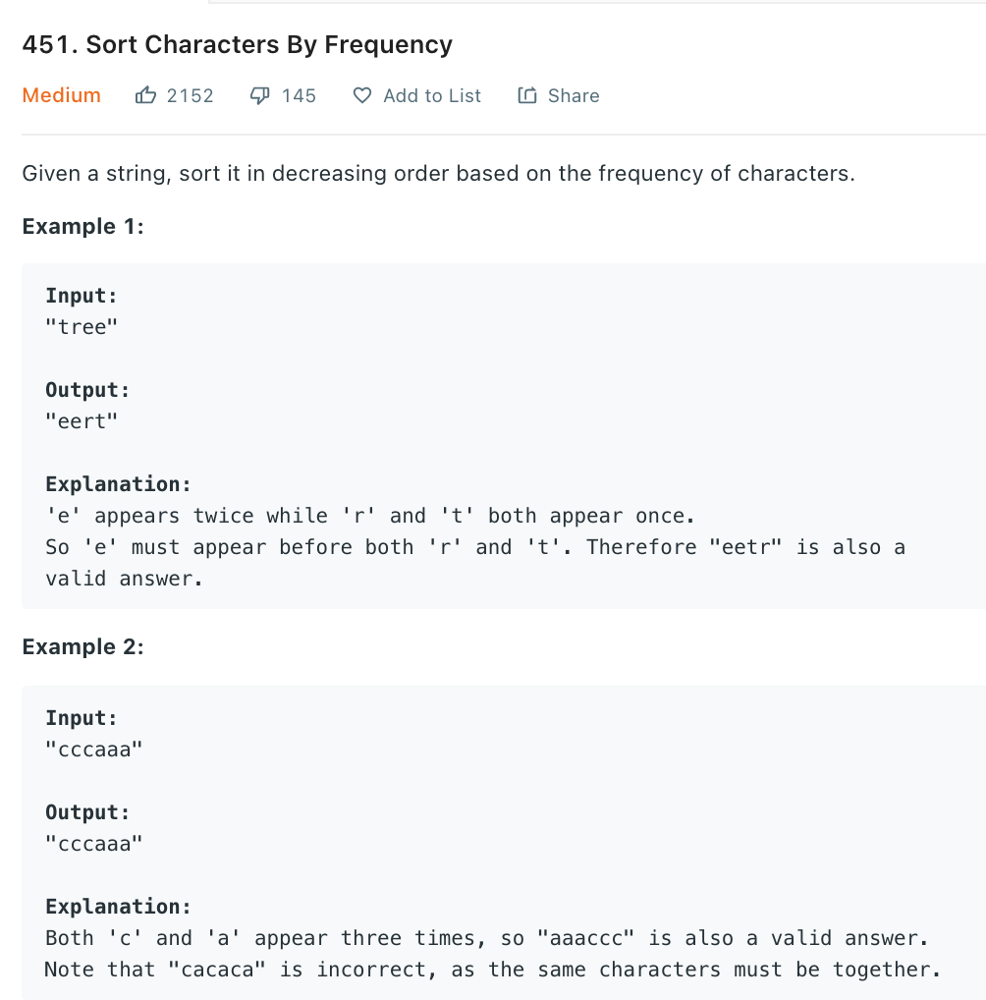 451. Sort Characters By Frequency
Medium 2152 145 Add to List Share
Given a string, sort it in decreasing order based on the frequency of characters.
Example 1:
Input:
"tree"
Output:
"eert"
Explanation:
'e' appears twice while 'r' and 't' both appear once.
So 'e' must appear before both 'r' and 't'. Therefore "eetr" is also a
valid answer.
Example 2:
Input:
"cccaaa"
Output:
"cccaaa"
Explanation:
Both 'c' and 'a' appear three times, so "aaaccc" is also a valid answer.
Note that "cacaca" is incorrect, as the same characters must be together.